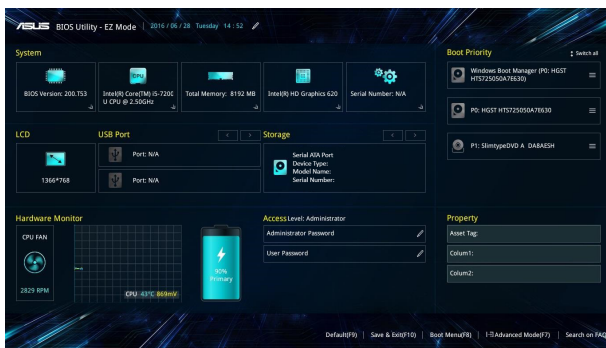 ASUS BIOS Utility - EZ Mode 2016 / 06 / 28 Tuesday 14 : 52
System
BIOS Version: 200.T53
CPU
Intel(R) Core(TM) i5-7200
U CPU @ 2.50GHz
Total Memory: 8192 MB
Intel(R) HD Graphics 620
Serial Number: N/A
Boot Priority
Switch all
Windows Boot Manager (P0: HGST
HTS725050A7E630)
P0: HGST HTS725050A7E630
P1: SlimtypeDVD A DA8AESH
LCD
1366*768
USB Port
Port: N/A
Port: N/A
Storage
Serial ATA Port
Device Type:
Model Name:
Serial Number:
Hardware Monitor
CPU FAN
2829 RPM
CPU 43°C 869mV
90%
Primary
Access Level: Administrator
Administrator Password
User Password
Property
Asset Tag:
Colum1:
Colum2:
Default(F9) Save & Exit(F10) Boot Menu(F8) Advanced Mode(F7) Search on FAQ